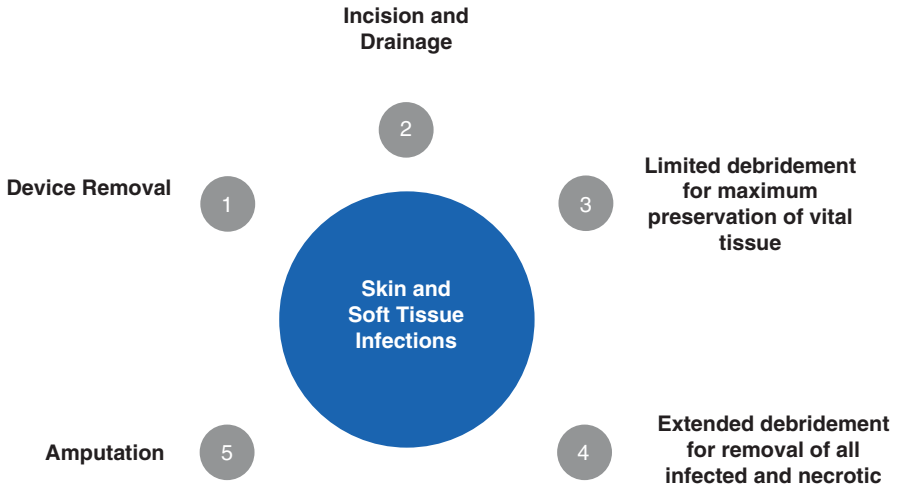 Incision and
Drainage
2
Device Removal
1
3
Limited debridement
for maximum
preservation of vital
tissue
Skin and
Soft Tissue
Infections
Amputation
5
4
Extended debridement
for removal of all
infected and necrotic